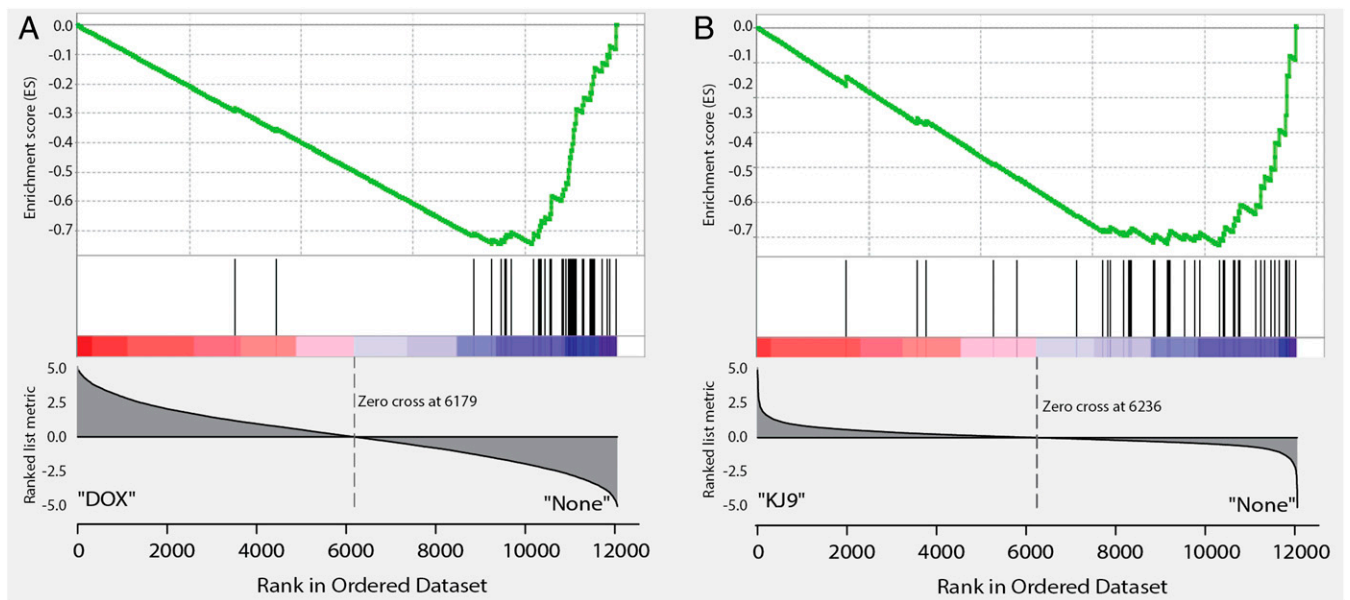 A
0.0
-0.1
-0.2
-0.3
-0.4
-0.5
-0.6
-0.7
Enrichment score (ES)
5.0
2.5
0.0
-2.5
-5.0
Ranked list metric
Zero cross at 6179
"DOX"
"None"
0 2000 4000 6000 8000 10000 12000
Rank in Ordered Dataset
B
0.0
-0.1
-0.2
-0.3
-0.4
-0.5
-0.6
-0.7
Enrichment score (ES)
5.0
2.5
0.0
-2.5
-5.0
Ranked list metric
Zero cross at 6236
"KJ9"
"None"
0 2000 4000 6000 8000 10000 12000
Rank in Ordered Dataset